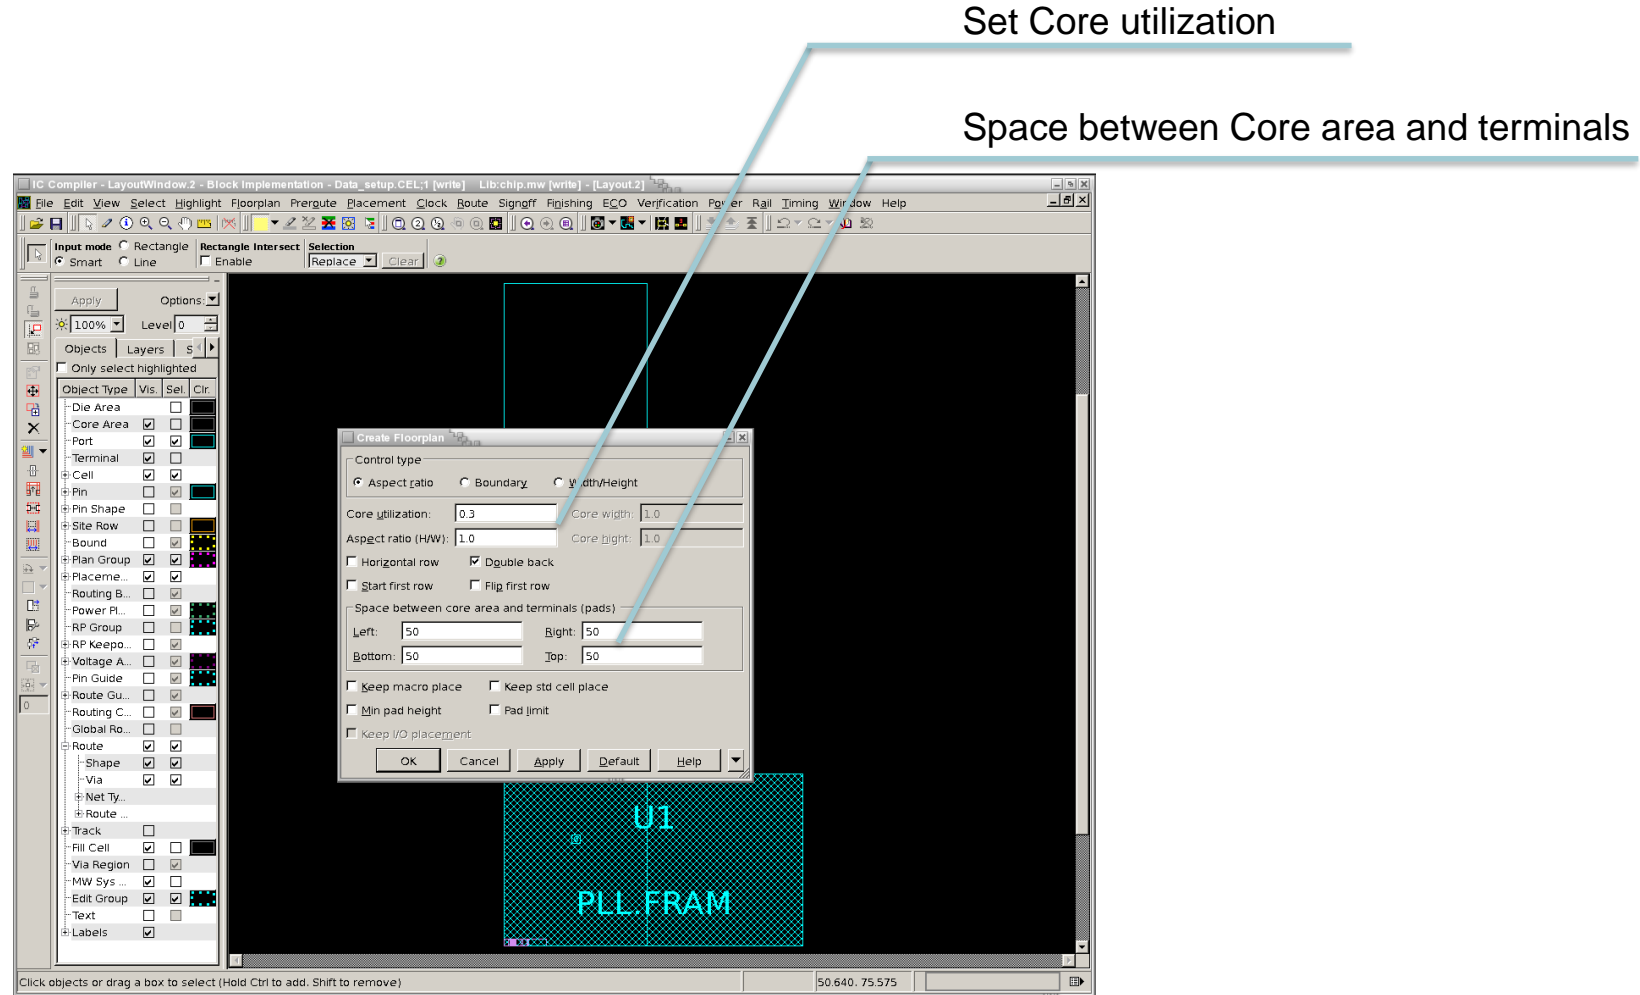 Set Core utilization
Space between Core area and terminals
IC Compiler - LayoutWindow.2 - Block Implementation - Data_setup.CEL;1 [write] Lib:chip.mw [write] - [Layout.2]
File Edit View Select Highlight Floorplan Preroute Placement Clock Route Signoff Finishing ECO Verification Power Rail Timing Window Help
Input mode Rectangle Rectangle Intersect Selection
Smart Line Enable Replace Clear
Apply Options:
100% Level 0
Objects Layers S
Only select highlighted
Object Type Vis. Sel. Clr.
Die Area
Core Area
Port
Terminal
Cell
Pin
Pin Shape
Site Row
Bound
Plan Group
Placeme...
Routing B...
Power Pl...
RP Group
RP Keepo...
Voltage A...
Pin Guide
Route Gu...
Routing C...
Global Ro...
Route
Shape
Via
Net Ty...
Route ...
Track
Fill Cell
Via Region
MW Sys ...
Edit Group
Text
Labels
0
Create Floorplan
Control type
Aspect ratio Boundary Width/Height
Core utilization: 0.3 Core width: 1.0
Aspect ratio (H/W): 1.0 Core hight: 1.0
Horizontal row Double back
Start first row Flip first row
Space between core area and terminals (pads)
Left: 50 Right: 50
Bottom: 50 Top: 50
Keep macro place Keep std cell place
Min pad height Pad limit
Keep I/O placement
OK Cancel Apply Default Help
U1
PLL.FRAM
Click objects or drag a box to select (Hold Ctrl to add. Shift to remove) 50.640, 75.575